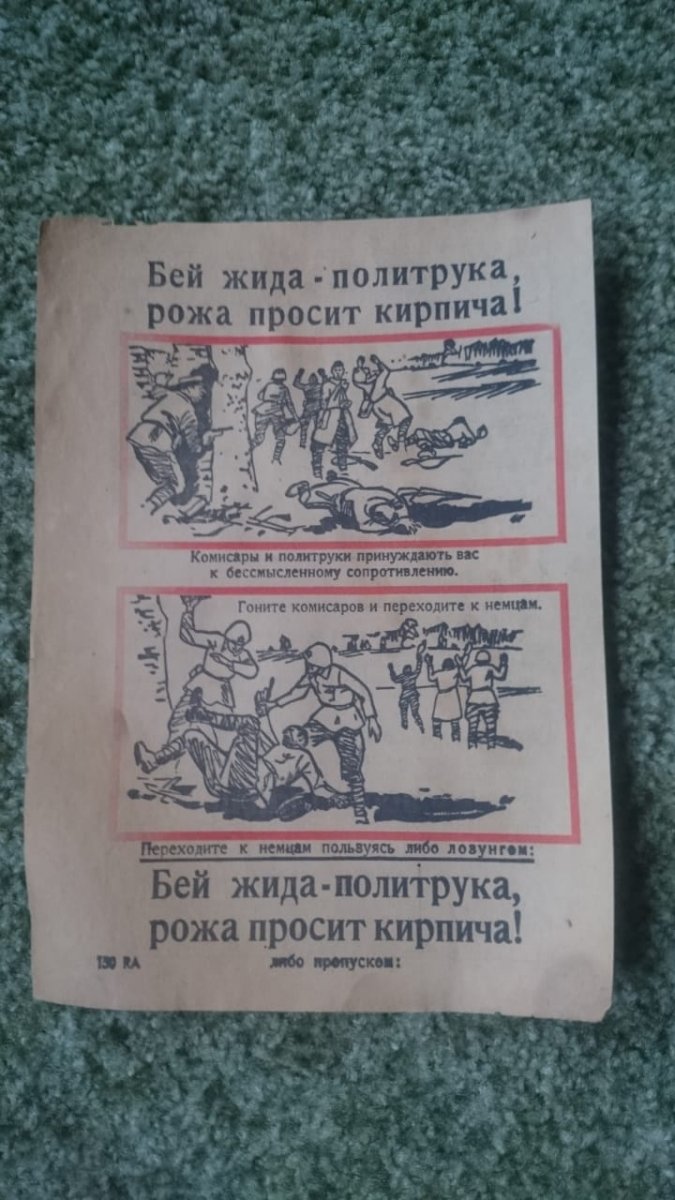 Бей жида - политрука,
рожа просит кирпича!
Комисары и политруки принуждають вас
к бессмысленному сопротивлению.
Гоните комисаров и переходите к немцам.
Переходите к немцам пользуясь либо лозунгом:
Бей жида-политрука,
рожа просит кирпича!
130 RA
либо пропуском: